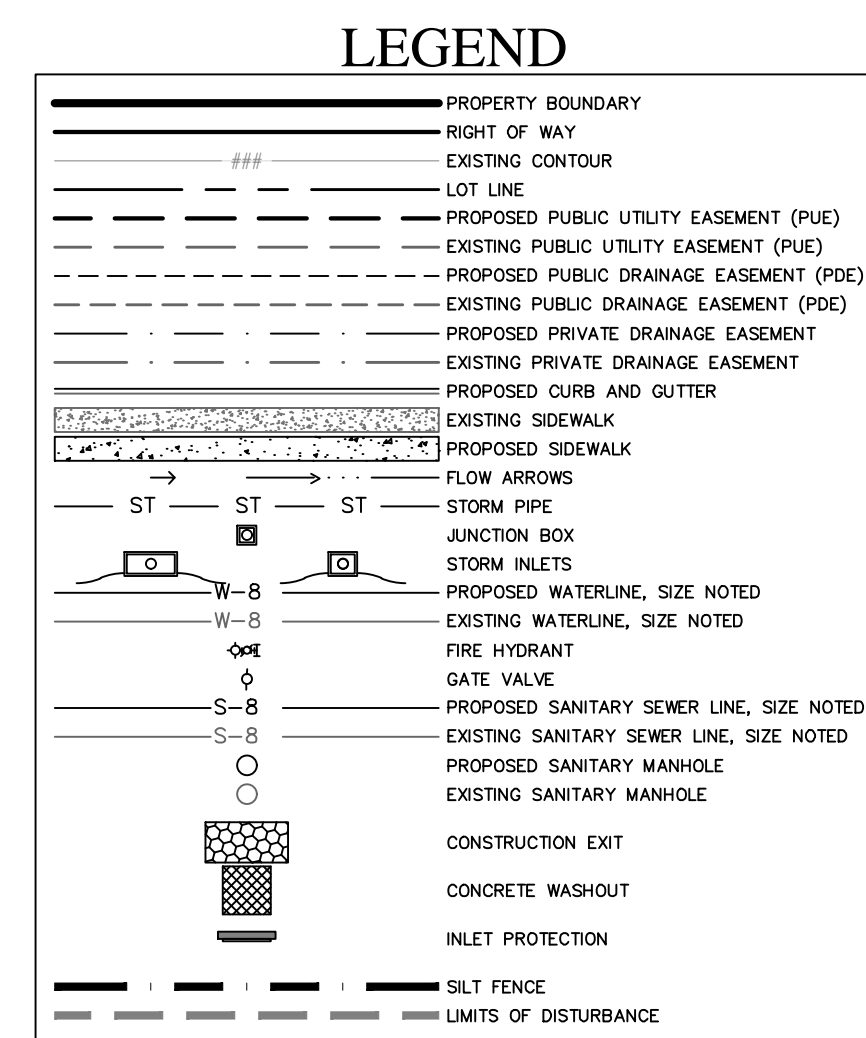 LEGEND
PROPERTY BOUNDARY
RIGHT OF WAY
### EXISTING CONTOUR
LOT LINE
PROPOSED PUBLIC UTILITY EASEMENT (PUE)
EXISTING PUBLIC UTILITY EASEMENT (PUE)
PROPOSED PUBLIC DRAINAGE EASEMENT (PDE)
EXISTING PUBLIC DRAINAGE EASEMENT (PDE)
PROPOSED PRIVATE DRAINAGE EASEMENT
EXISTING PRIVATE DRAINAGE EASEMENT
PROPOSED CURB AND GUTTER
EXISTING SIDEWALK
PROPOSED SIDEWALK
FLOW ARROWS
ST ST ST STORM PIPE
JUNCTION BOX
STORM INLETS
W-8 PROPOSED WATERLINE, SIZE NOTED
W-8 EXISTING WATERLINE, SIZE NOTED
FIRE HYDRANT
GATE VALVE
S-8 PROPOSED SANITARY SEWER LINE, SIZE NOTED
S-8 EXISTING SANITARY SEWER LINE, SIZE NOTED
PROPOSED SANITARY MANHOLE
EXISTING SANITARY MANHOLE
CONSTRUCTION EXIT
CONCRETE WASHOUT
INLET PROTECTION
SILT FENCE
LIMITS OF DISTURBANCE